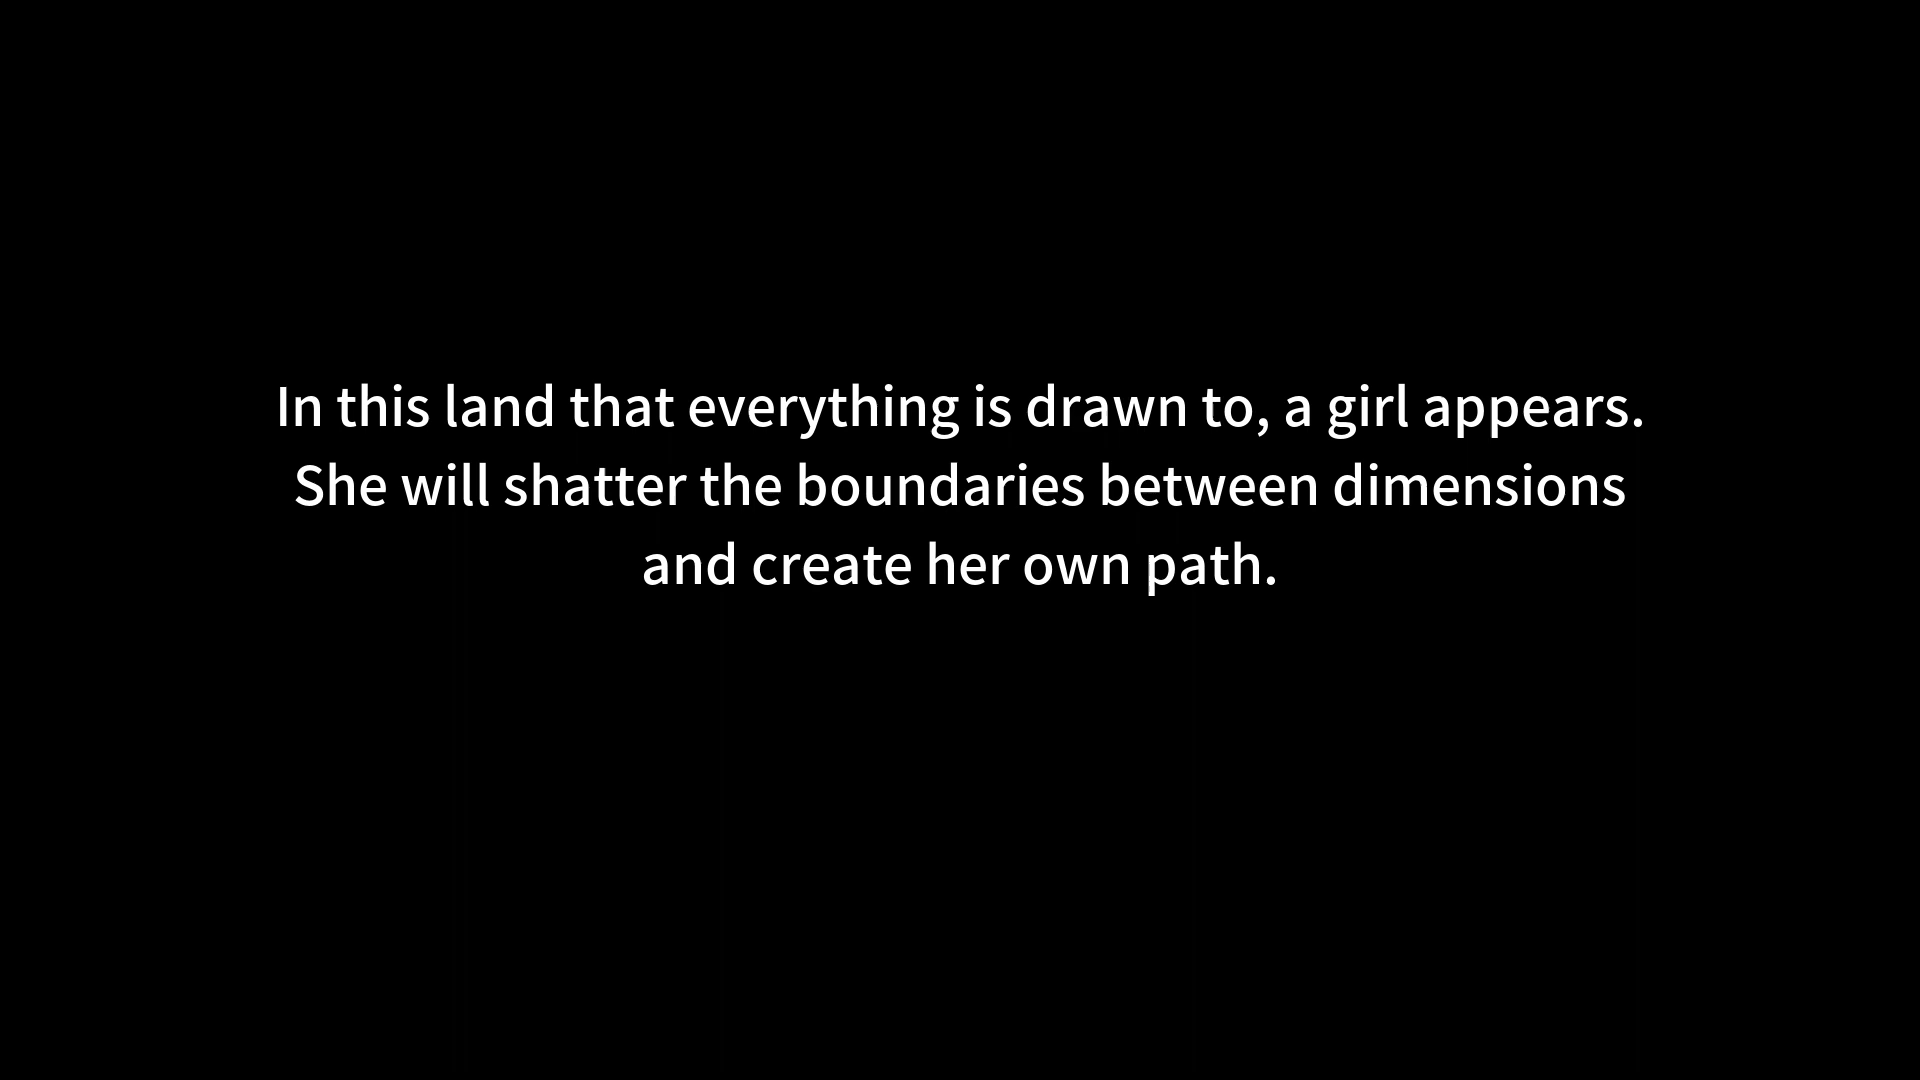 In this land that everything is drawn to, a girl appears.
She will shatter the boundaries between dimensions
and create her own path.